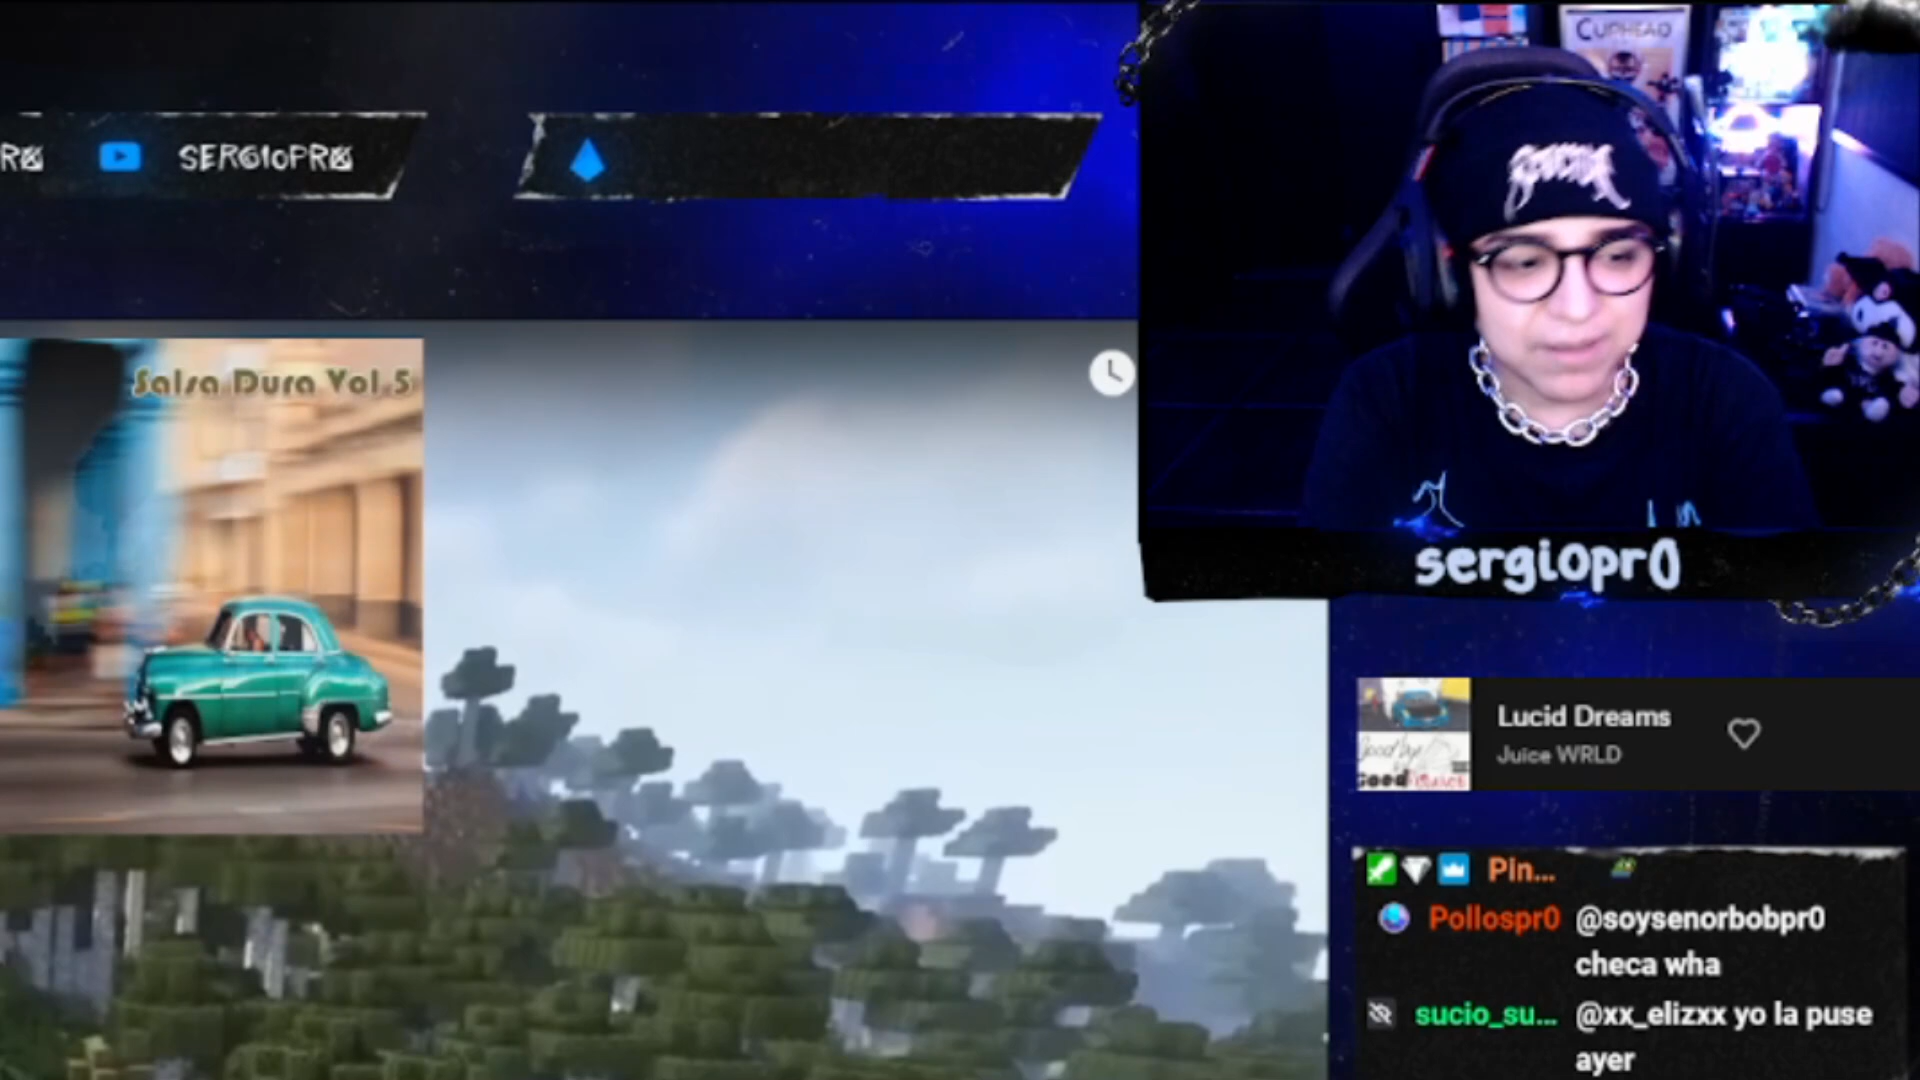 CUPHEAD
SERGIOPR0
Salsa Dura Vol.5
sergi0pr0
Lucid Dreams
Juice WRLD
Pin...
Pollospr0 @soysenorbobpr0
checa wha
sucio_su... @xx_elizxx yo la puse
ayer